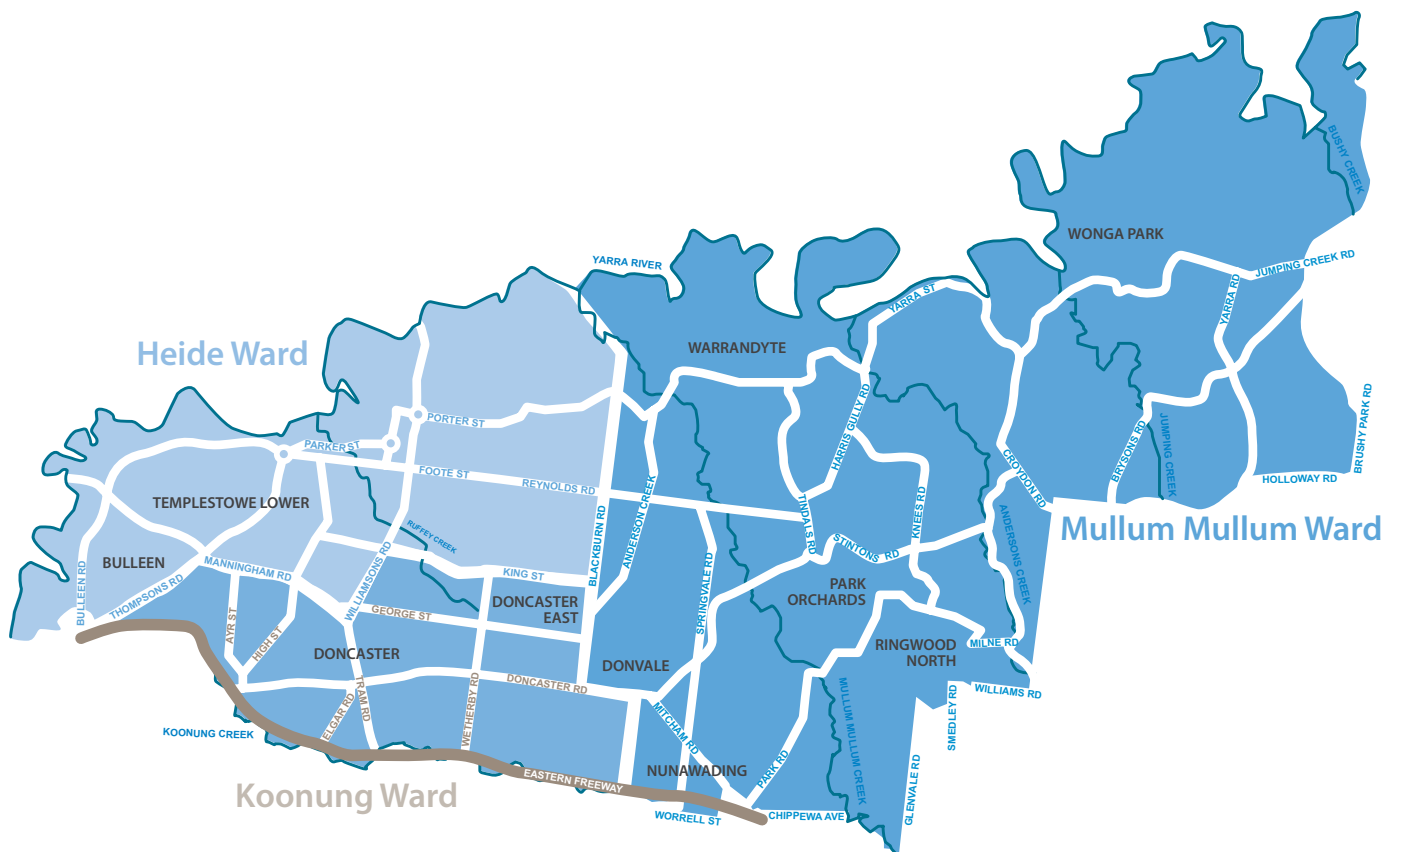 BUSHY CREEK
WONGA PARK
YARRA RIVER
JUMPING CREEK RD
YARRA ST
YARRA RD
Heide Ward
WARRANDYTE
HARRIS GULLY RD
BRUSHY PARK RD
PORTER ST
PARKER ST
FOOTE ST
REYNOLDS RD
CROYDON RD
BRYSONS RD
JUMPING CREEK
HOLLOWAY RD
TEMPLESTOWE LOWER
ANDERSON CREEK
KNEES RD
TINDALS RD
Mullum Mullum Ward
RUFFEY CREEK
BLACKBURN RD
STINTONS RD
ANDERSONS CREEK
BULLEEN
MANNINGHAM RD
WILLIAMSONS RD
KING ST
SPRINGVALE RD
PARK
ORCHARDS
BULLEEN RD
THOMPSONS RD
AYR ST
HIGH ST
GEORGE ST
DONCASTER
EAST
DONCASTER
DONVALE
RINGWOOD
NORTH
MILNE RD
WILLIAMS RD
TRAM RD
ELGAR RD
WETHERBY RD
DONCASTER RD
MITCHAM RD
SMEDLEY RD
MULLUM MULLUM CREEK
KOONUNG CREEK
NUNAWADING
PARK RD
GLENVALE RD
Koonung Ward
EASTERN FREEWAY
WORRELL ST
CHIPPEWA AVE